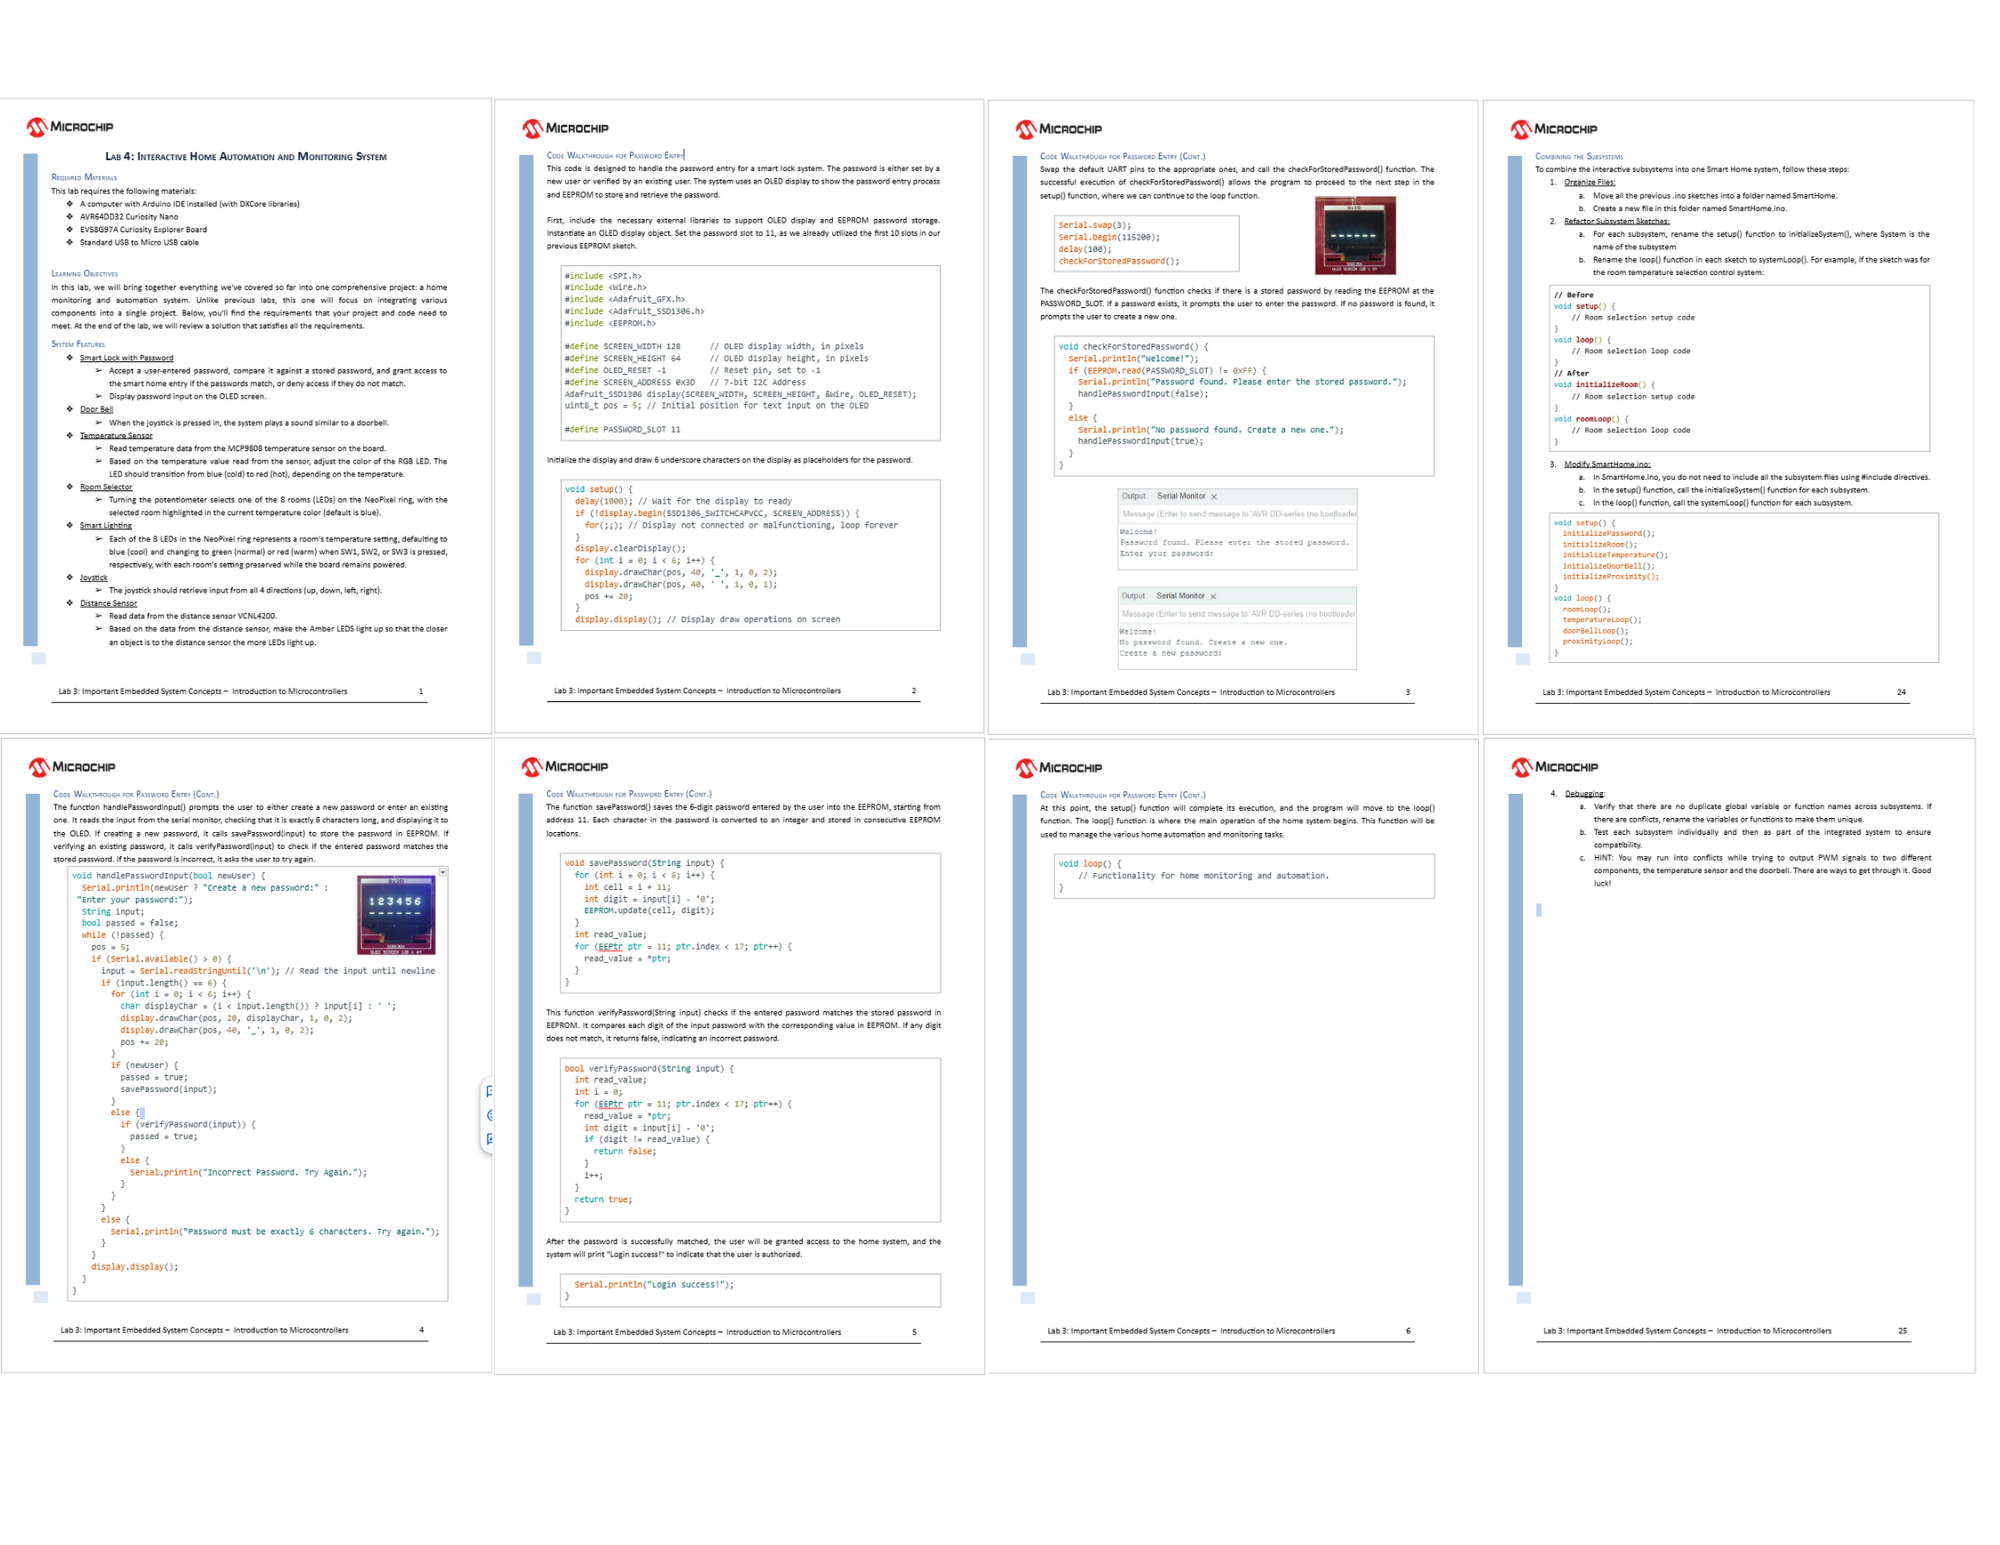 MICROCHIP
LAB 4: INTERACTIVE HOME AUTOMATION AND MONITORING SYSTEM
REQUIRED MATERIALS
This lab requires the following materials:
❖ A computer with Arduino IDE installed (with DXCore libraries)
❖ AVR64DD32 Curiosity Nano
❖ EV58G97A Curiosity Explorer Board
❖ Standard USB to Micro USB cable
LEARNING OBJECTIVES
In this lab, we will bring together everything we've covered so far into one comprehensive project: a home
monitoring and automation system. Unlike previous labs, this one will focus on integrating various
components into a single project. Below, you'll find the requirements that your project and code need to
meet. At the end of the lab, we will review a solution that satisfies all the requirements.
SYSTEM FEATURES
❖ Smart Lock with Password
➢ Accept a user-entered password, compare it against a stored password, and grant access to
the smart home entry if the passwords match, or deny access if they do not match.
➢ Display password input on the OLED screen.
❖ Door Bell
➢ When the joystick is pressed in, the system plays a sound similar to a doorbell.
❖ Temperature Sensor
➢ Read temperature data from the MCP9808 temperature sensor on the board.
➢ Based on the temperature value read from the sensor, adjust the color of the RGB LED. The
LED should transition from blue (cold) to red (hot), depending on the temperature.
❖ Room Selector
➢ Turning the potentiometer selects one of the 8 rooms (LEDs) on the NeoPixel ring, with the
selected room highlighted in the current temperature color (default is blue).
❖ Smart Lighting
➢ Each of the 8 LEDs in the NeoPixel ring represents a room's temperature setting, defaulting to
blue (cool) and changing to green (normal) or red (warm) when SW1, SW2, or SW3 is pressed,
respectively, with each room's setting preserved while the board remains powered.
❖ Joystick
➢ The joystick should retrieve input from all 4 directions (up, down, left, right).
❖ Distance Sensor
➢ Read data from the distance sensor VCNL4200.
➢ Based on the data from the distance sensor, make the Amber LEDS light up so that the closer
an object is to the distance sensor the more LEDs light up.
Lab 3: Important Embedded System Concepts – Introduction to Microcontrollers 1
MICROCHIP
CODE WALKTHROUGH FOR PASSWORD ENTRY
This code is designed to handle the password entry for a smart lock system. The password is either set by a
new user or verified by an existing user. The system uses an OLED display to show the password entry process
and EEPROM to store and retrieve the password.
First, include the necessary external libraries to support OLED display and EEPROM password storage.
Instantiate an OLED display object. Set the password slot to 11, as we already utilized the first 10 slots in our
previous EEPROM sketch.
#include <SPI.h>
#include <Wire.h>
#include <Adafruit_GFX.h>
#include <Adafruit_SSD1306.h>
#include <EEPROM.h>
#define SCREEN_WIDTH 128 // OLED display width, in pixels
#define SCREEN_HEIGHT 64 // OLED display height, in pixels
#define OLED_RESET -1 // Reset pin, set to -1
#define SCREEN_ADDRESS 0x3D // 7-bit I2C Address
Adafruit_SSD1306 display(SCREEN_WIDTH, SCREEN_HEIGHT, &Wire, OLED_RESET);
uint8_t pos = 5; // Initial position for text input on the OLED
#define PASSWORD_SLOT 11
Initialize the display and draw 6 underscore characters on the display as placeholders for the password.
void setup() {
delay(1000); // Wait for the display to ready
if (!display.begin(SSD1306_SWITCHCAPVCC, SCREEN_ADDRESS)) {
for(;;); // Display not connected or malfunctioning, loop forever
}
display.clearDisplay();
for (int i = 0; i < 6; i++) {
display.drawChar(pos, 40, '_', 1, 0, 2);
display.drawChar(pos, 40, ' ', 1, 0, 1);
pos += 20;
}
display.display(); // Display draw operations on screen
Lab 3: Important Embedded System Concepts – Introduction to Microcontrollers 2
MICROCHIP
CODE WALKTHROUGH FOR PASSWORD ENTRY (CONT.)
Swap the default UART pins to the appropriate ones, and call the checkForStoredPassword() function. The
successful execution of checkForStoredPassword() allows the program to proceed to the next step in the
setup() function, where we can continue to the loop function.
Serial.swap(3);
Serial.begin(115200);
delay(100);
checkForStoredPassword();
0x3D
OLED SCREEN 128 x 64
The checkForStoredPassword() function checks if there is a stored password by reading the EEPROM at the
PASSWORD_SLOT. If a password exists, it prompts the user to enter the password. If no password is found, it
prompts the user to create a new one.
void checkForStoredPassword() {
Serial.println("Welcome!");
if (EEPROM.read(PASSWORD_SLOT) != 0xFF) {
Serial.println("Password found. Please enter the stored password.");
handlePasswordInput(false);
}
else {
Serial.println("No password found. Create a new one.");
handlePasswordInput(true);
}
}
Output Serial Monitor ×
Message (Enter to send message to 'AVR DD-series (no bootloader
Welcome!
Password found. Please enter the stored password.
Enter your password:
Output Serial Monitor ×
Message (Enter to send message to 'AVR DD-series (no bootloader
Welcome!
No password found. Create a new one.
Create a new password:
Lab 3: Important Embedded System Concepts – Introduction to Microcontrollers 3
MICROCHIP
COMBINING THE SUBSYSTEMS
To combine the interactive subsystems into one Smart Home system, follow these steps:
1. Organize Files:
a. Move all the previous .ino sketches into a folder named SmartHome.
b. Create a new file in this folder named SmartHome.ino.
2. Refactor Subsystem Sketches:
a. For each subsystem, rename the setup() function to initializeSystem(), where System is the
name of the subsystem
b. Rename the loop() function in each sketch to systemLoop(). For example, if the sketch was for
the room temperature selection control system:
// Before
void setup() {
// Room selection setup code
}
void loop() {
// Room selection loop code
}
// After
void initializeRoom() {
// Room selection setup code
}
void roomLoop() {
// Room selection loop code
}
3. Modify SmartHome.ino:
a. In SmartHome.ino, you do not need to include all the subsystem files using #include directives.
b. In the setup() function, call the initializeSystem() function for each subsystem.
c. In the loop() function, call the systemLoop() function for each subsystem.
void setup() {
initializePassword();
initializeRoom();
initializeTemperature();
initializeDoorBell();
initializeProximity();
}
void loop() {
roomLoop();
temperatureLoop();
doorBellLoop();
proximityLoop();
}
Lab 3: Important Embedded System Concepts – Introduction to Microcontrollers 24
MICROCHIP
CODE WALKTHROUGH FOR PASSWORD ENTRY (CONT.)
The function handlePasswordInput() prompts the user to either create a new password or enter an existing
one. It reads the input from the serial monitor, checking that it is exactly 6 characters long, and displaying it to
the OLED. If creating a new password, it calls savePassword(input) to store the password in EEPROM. If
verifying an existing password, it calls verifyPassword(input) to check if the entered password matches the
stored password. If the password is incorrect, it asks the user to try again.
void handlePasswordInput(bool newUser) {
Serial.println(newUser ? "Create a new password:" :
"Enter your password:");
String input;
bool passed = false;
while (!passed) {
pos = 5;
if (Serial.available() > 0) {
input = Serial.readStringUntil('\n'); // Read the input until newline
if (input.length() == 6) {
for (int i = 0; i < 6; i++) {
char displayChar = (i < input.length()) ? input[i] : ' ';
display.drawChar(pos, 20, displayChar, 1, 0, 2);
display.drawChar(pos, 40, '_', 1, 0, 2);
pos += 20;
}
if (newUser) {
passed = true;
savePassword(input);
}
else {
if (verifyPassword(input)) {
passed = true;
}
else {
Serial.println("Incorrect Password. Try Again.");
}
}
}
else {
Serial.println("Password must be exactly 6 characters. Try again.");
}
}
display.display();
}
}
0x3D
123456
OLED SCREEN 128 x 64
Lab 3: Important Embedded System Concepts – Introduction to Microcontrollers 4
MICROCHIP
CODE WALKTHROUGH FOR PASSWORD ENTRY (CONT.)
The function savePassword() saves the 6-digit password entered by the user into the EEPROM, starting from
address 11. Each character in the password is converted to an integer and stored in consecutive EEPROM
locations.
void savePassword(String input) {
for (int i = 0; i < 6; i++) {
int cell = i + 11;
int digit = input[i] - '0';
EEPROM.update(cell, digit);
}
int read_value;
for (EEPtr ptr = 11; ptr.index < 17; ptr++) {
read_value = *ptr;
}
}
This function verifyPassword(String input) checks if the entered password matches the stored password in
EEPROM. It compares each digit of the input password with the corresponding value in EEPROM. If any digit
does not match, it returns false, indicating an incorrect password.
bool verifyPassword(String input) {
int read_value;
int i = 0;
for (EEPtr ptr = 11; ptr.index < 17; ptr++) {
read_value = *ptr;
int digit = input[i] - '0';
if (digit != read_value) {
return false;
}
i++;
}
return true;
}
After the password is successfully matched, the user will be granted access to the home system, and the
system will print "Login success!" to indicate that the user is authorized.
Serial.println("Login success!");
}
Lab 3: Important Embedded System Concepts – Introduction to Microcontrollers 5
MICROCHIP
CODE WALKTHROUGH FOR PASSWORD ENTRY (CONT.)
At this point, the setup() function will complete its execution, and the program will move to the loop()
function. The loop() function is where the main operation of the home system begins. This function will be
used to manage the various home automation and monitoring tasks.
void loop() {
// Functionality for home monitoring and automation.
}
Lab 3: Important Embedded System Concepts – Introduction to Microcontrollers 6
MICROCHIP
4. Debugging:
a. Verify that there are no duplicate global variable or function names across subsystems. If
there are conflicts, rename the variables or functions to make them unique.
b. Test each subsystem individually and then as part of the integrated system to ensure
compatibility.
c. HINT: You may run into conflicts while trying to output PWM signals to two different
components, the temperature sensor and the doorbell. There are ways to get through it. Good
luck!
Lab 3: Important Embedded System Concepts – Introduction to Microcontrollers 25